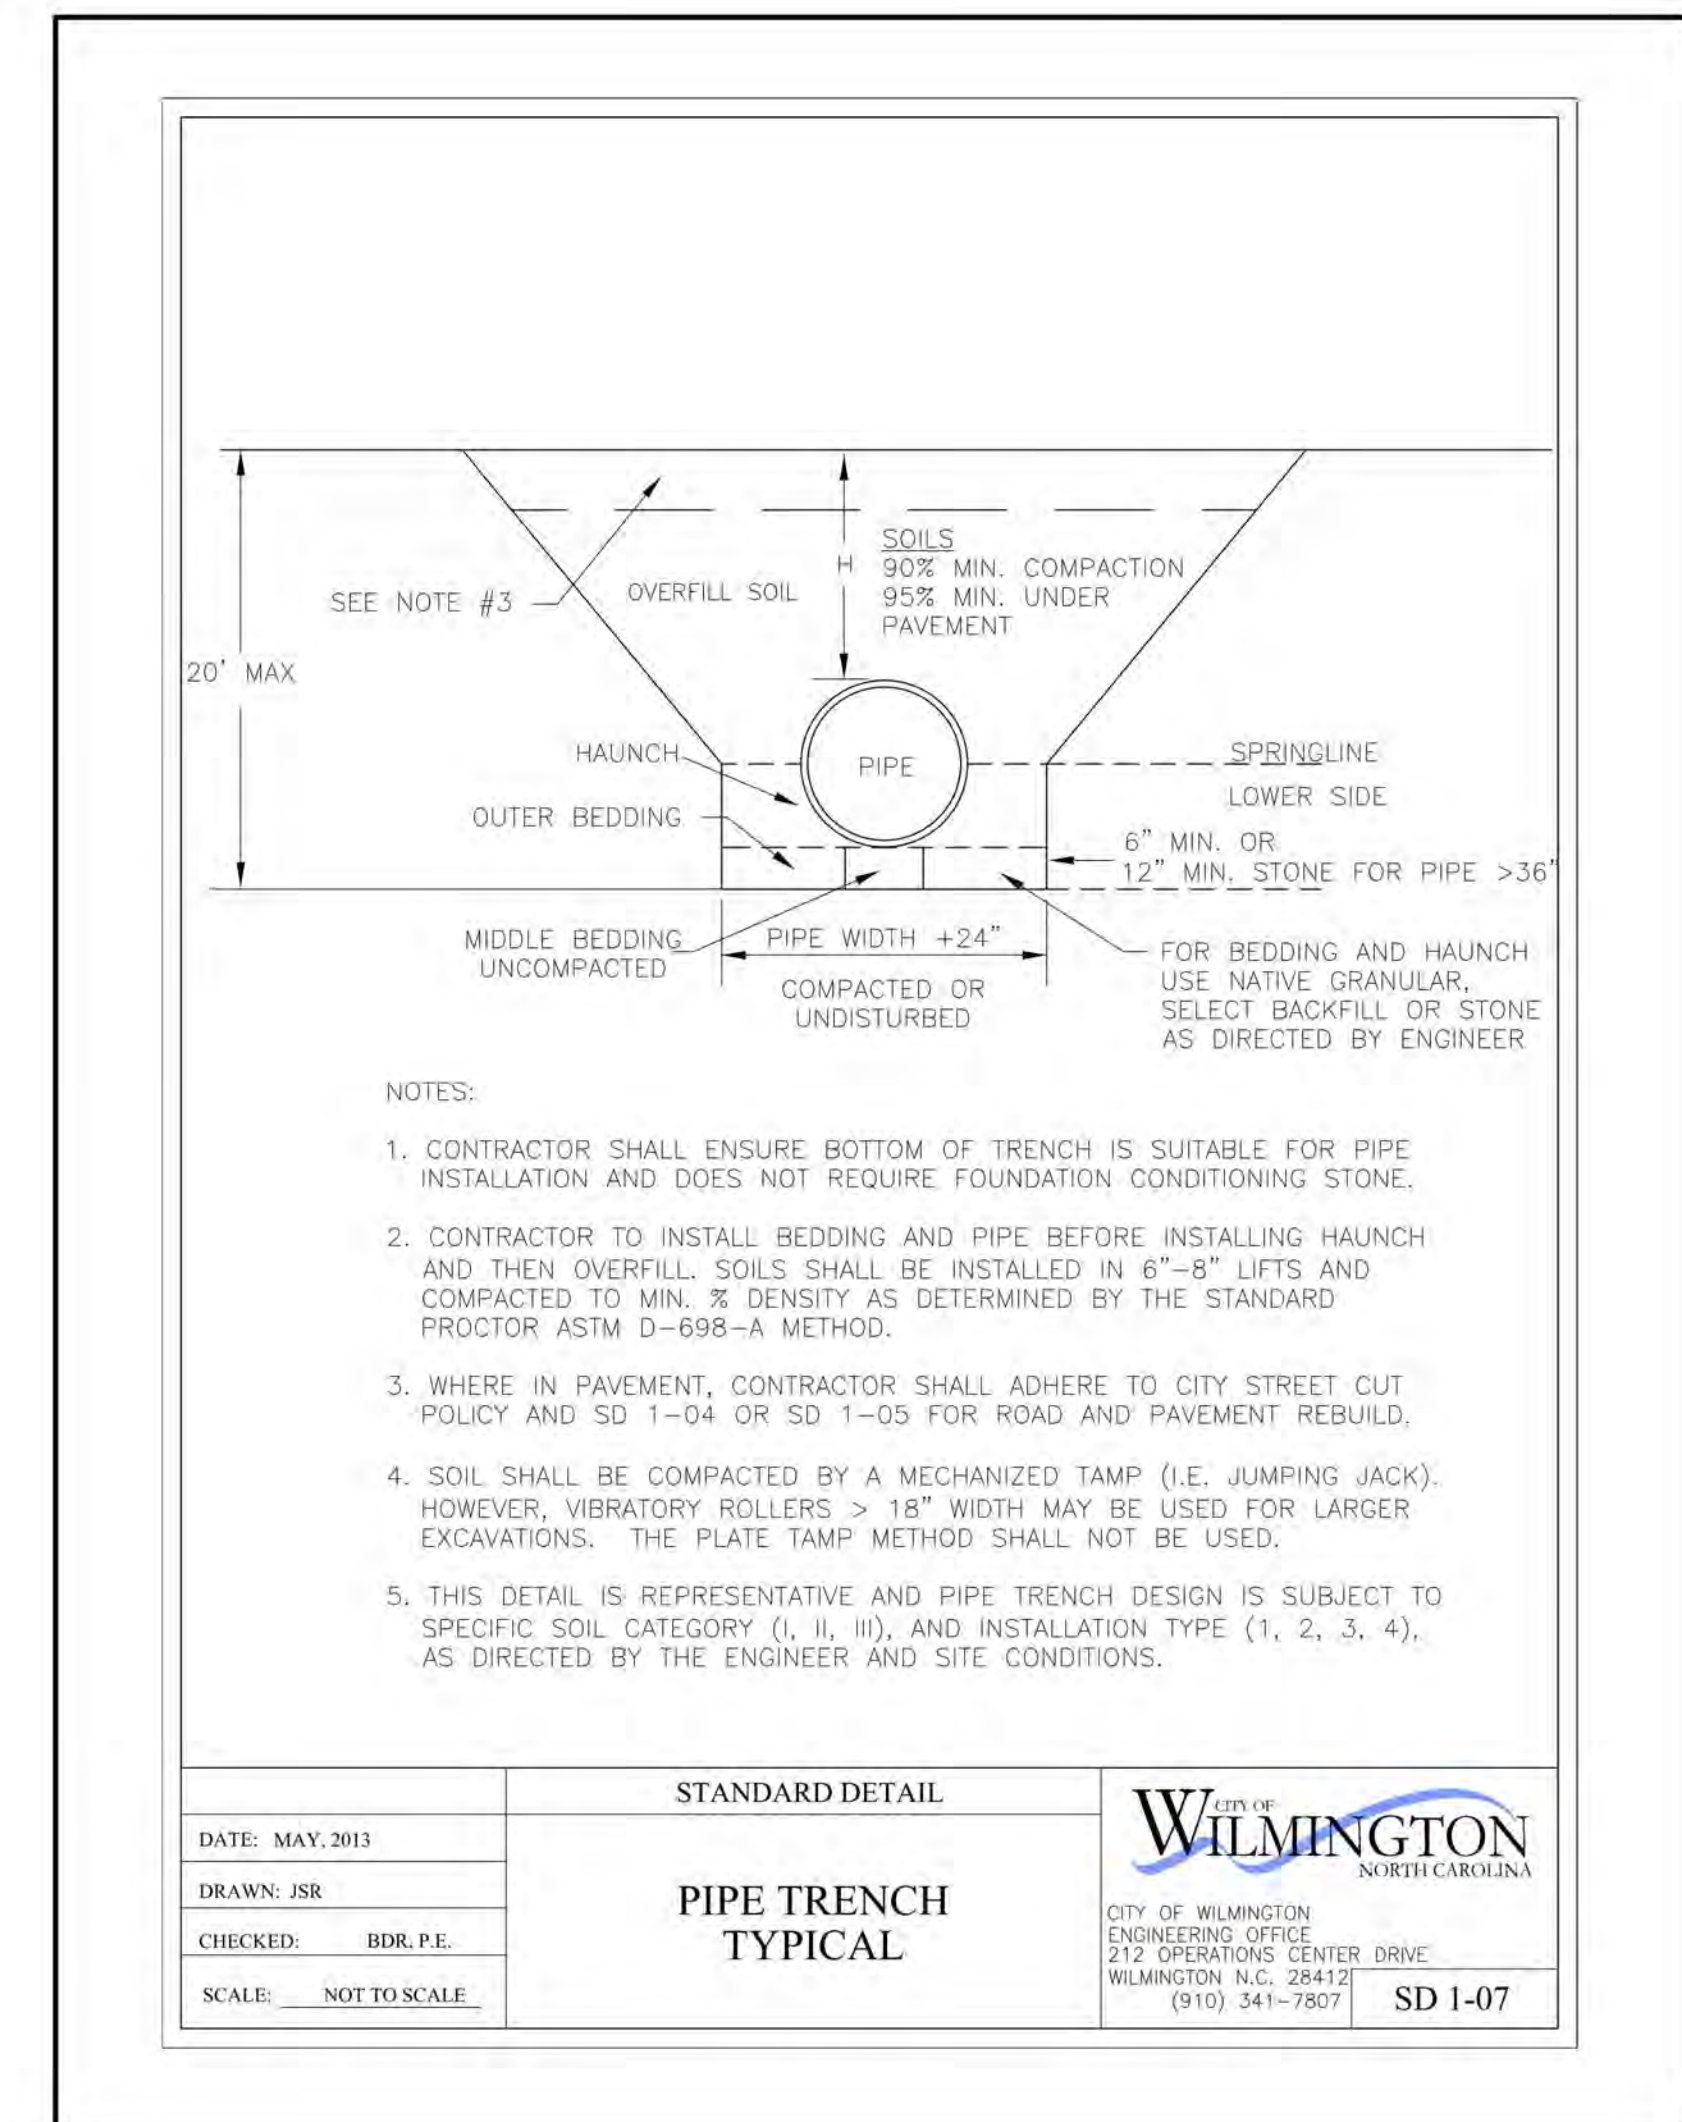 SOILS
H
90% MIN. COMPACTION
95% MIN. UNDER
PAVEMENT
OVERFILL SOIL
SEE NOTE #3
20' MAX
HAUNCH
PIPE
SPRINGLINE
LOWER SIDE
OUTER BEDDING
6" MIN. OR
12" MIN. STONE FOR PIPE >36"
MIDDLE BEDDING
UNCOMPACTED
PIPE WIDTH +24"
COMPACTED OR
UNDISTURBED
FOR BEDDING AND HAUNCH
USE NATIVE GRANULAR,
SELECT BACKFILL OR STONE
AS DIRECTED BY ENGINEER
NOTES:
1. CONTRACTOR SHALL ENSURE BOTTOM OF TRENCH IS SUITABLE FOR PIPE
INSTALLATION AND DOES NOT REQUIRE FOUNDATION CONDITIONING STONE.
2. CONTRACTOR TO INSTALL BEDDING AND PIPE BEFORE INSTALLING HAUNCH
AND THEN OVERFILL. SOILS SHALL BE INSTALLED IN 6"-8" LIFTS AND
COMPACTED TO MIN. % DENSITY AS DETERMINED BY THE STANDARD
PROCTOR ASTM D-698-A METHOD.
3. WHERE IN PAVEMENT, CONTRACTOR SHALL ADHERE TO CITY STREET CUT
POLICY AND SD 1-04 OR SD 1-05 FOR ROAD AND PAVEMENT REBUILD.
4. SOIL SHALL BE COMPACTED BY A MECHANIZED TAMP (I.E. JUMPING JACK).
HOWEVER, VIBRATORY ROLLERS > 18" WIDTH MAY BE USED FOR LARGER
EXCAVATIONS. THE PLATE TAMP METHOD SHALL NOT BE USED.
5. THIS DETAIL IS REPRESENTATIVE AND PIPE TRENCH DESIGN IS SUBJECT TO
SPECIFIC SOIL CATEGORY (I, II, III), AND INSTALLATION TYPE (1, 2, 3, 4),
AS DIRECTED BY THE ENGINEER AND SITE CONDITIONS.
DATE: MAY, 2013
DRAWN: JSR
CHECKED: BDR, P.E.
SCALE: NOT TO SCALE
STANDARD DETAIL
PIPE TRENCH
TYPICAL
CITY OF
WILMINGTON
NORTH CAROLINA
CITY OF WILMINGTON
ENGINEERING OFFICE
212 OPERATIONS CENTER DRIVE
WILMINGTON N.C. 28412
(910) 341-7807
SD 1-07